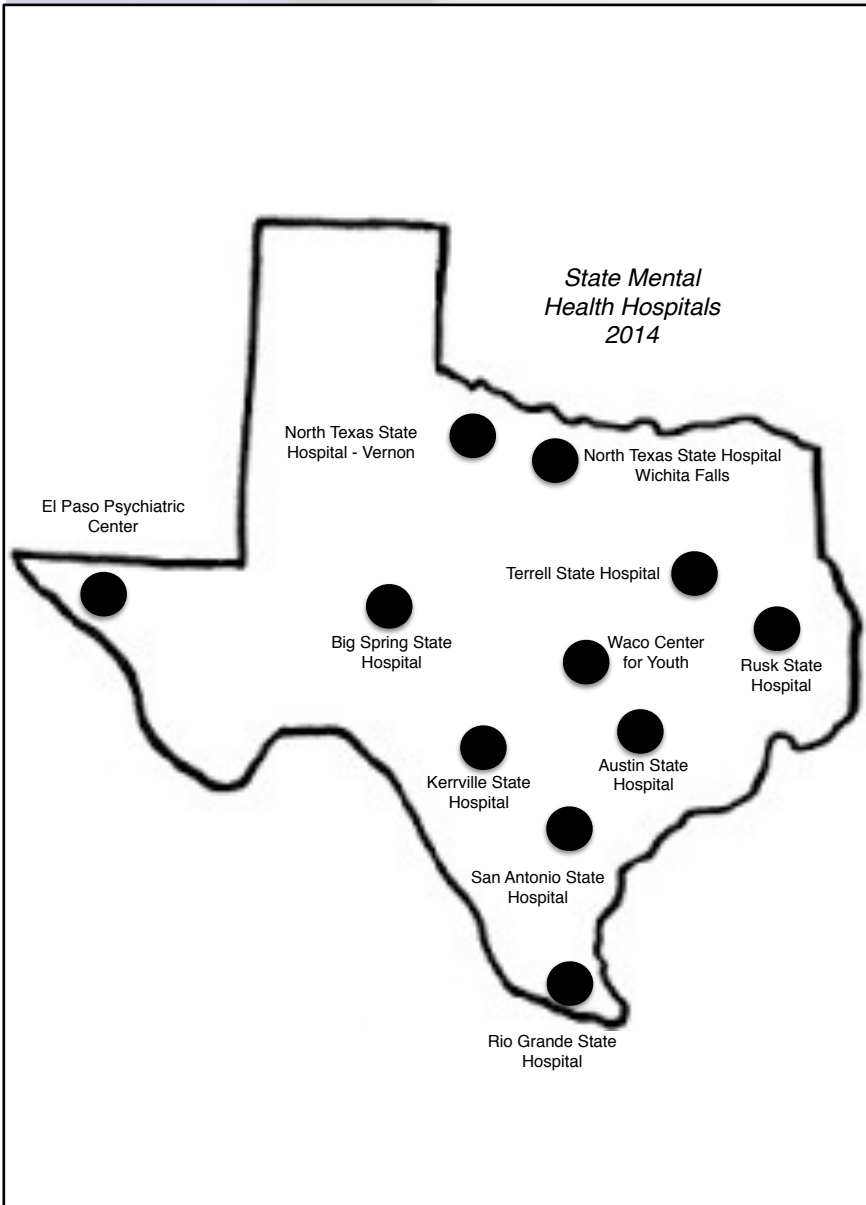 State Mental
Health Hospitals
2014
North Texas State
Hospital - Vernon
North Texas State Hospital
Wichita Falls
El Paso Psychiatric
Center
Terrell State Hospital
Big Spring State
Hospital
Waco Center
for Youth
Rusk State
Hospital
Kerrville State
Hospital
Austin State
Hospital
San Antonio State
Hospital
Rio Grande State
Hospital